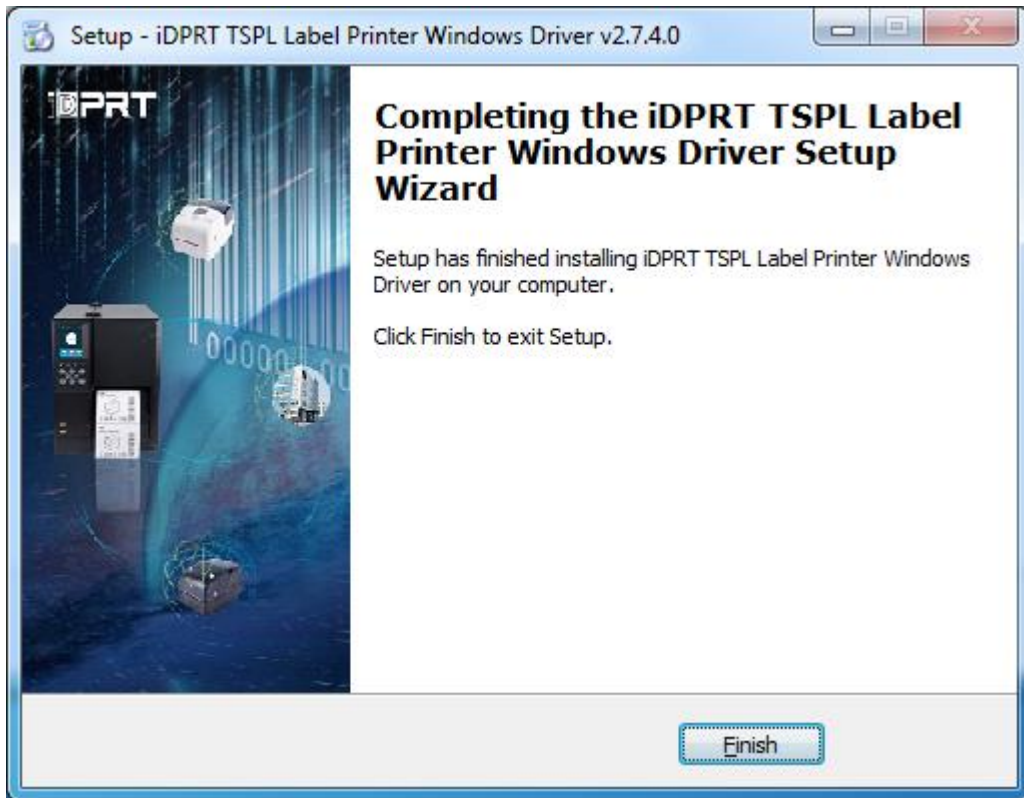 Setup - iDPRT TSPL Label Printer Windows Driver v2.7.4.0
iDPRT
Completing the iDPRT TSPL Label
Printer Windows Driver Setup
Wizard
Setup has finished installing iDPRT TSPL Label Printer Windows
Driver on your computer.
Click Finish to exit Setup.
Finish